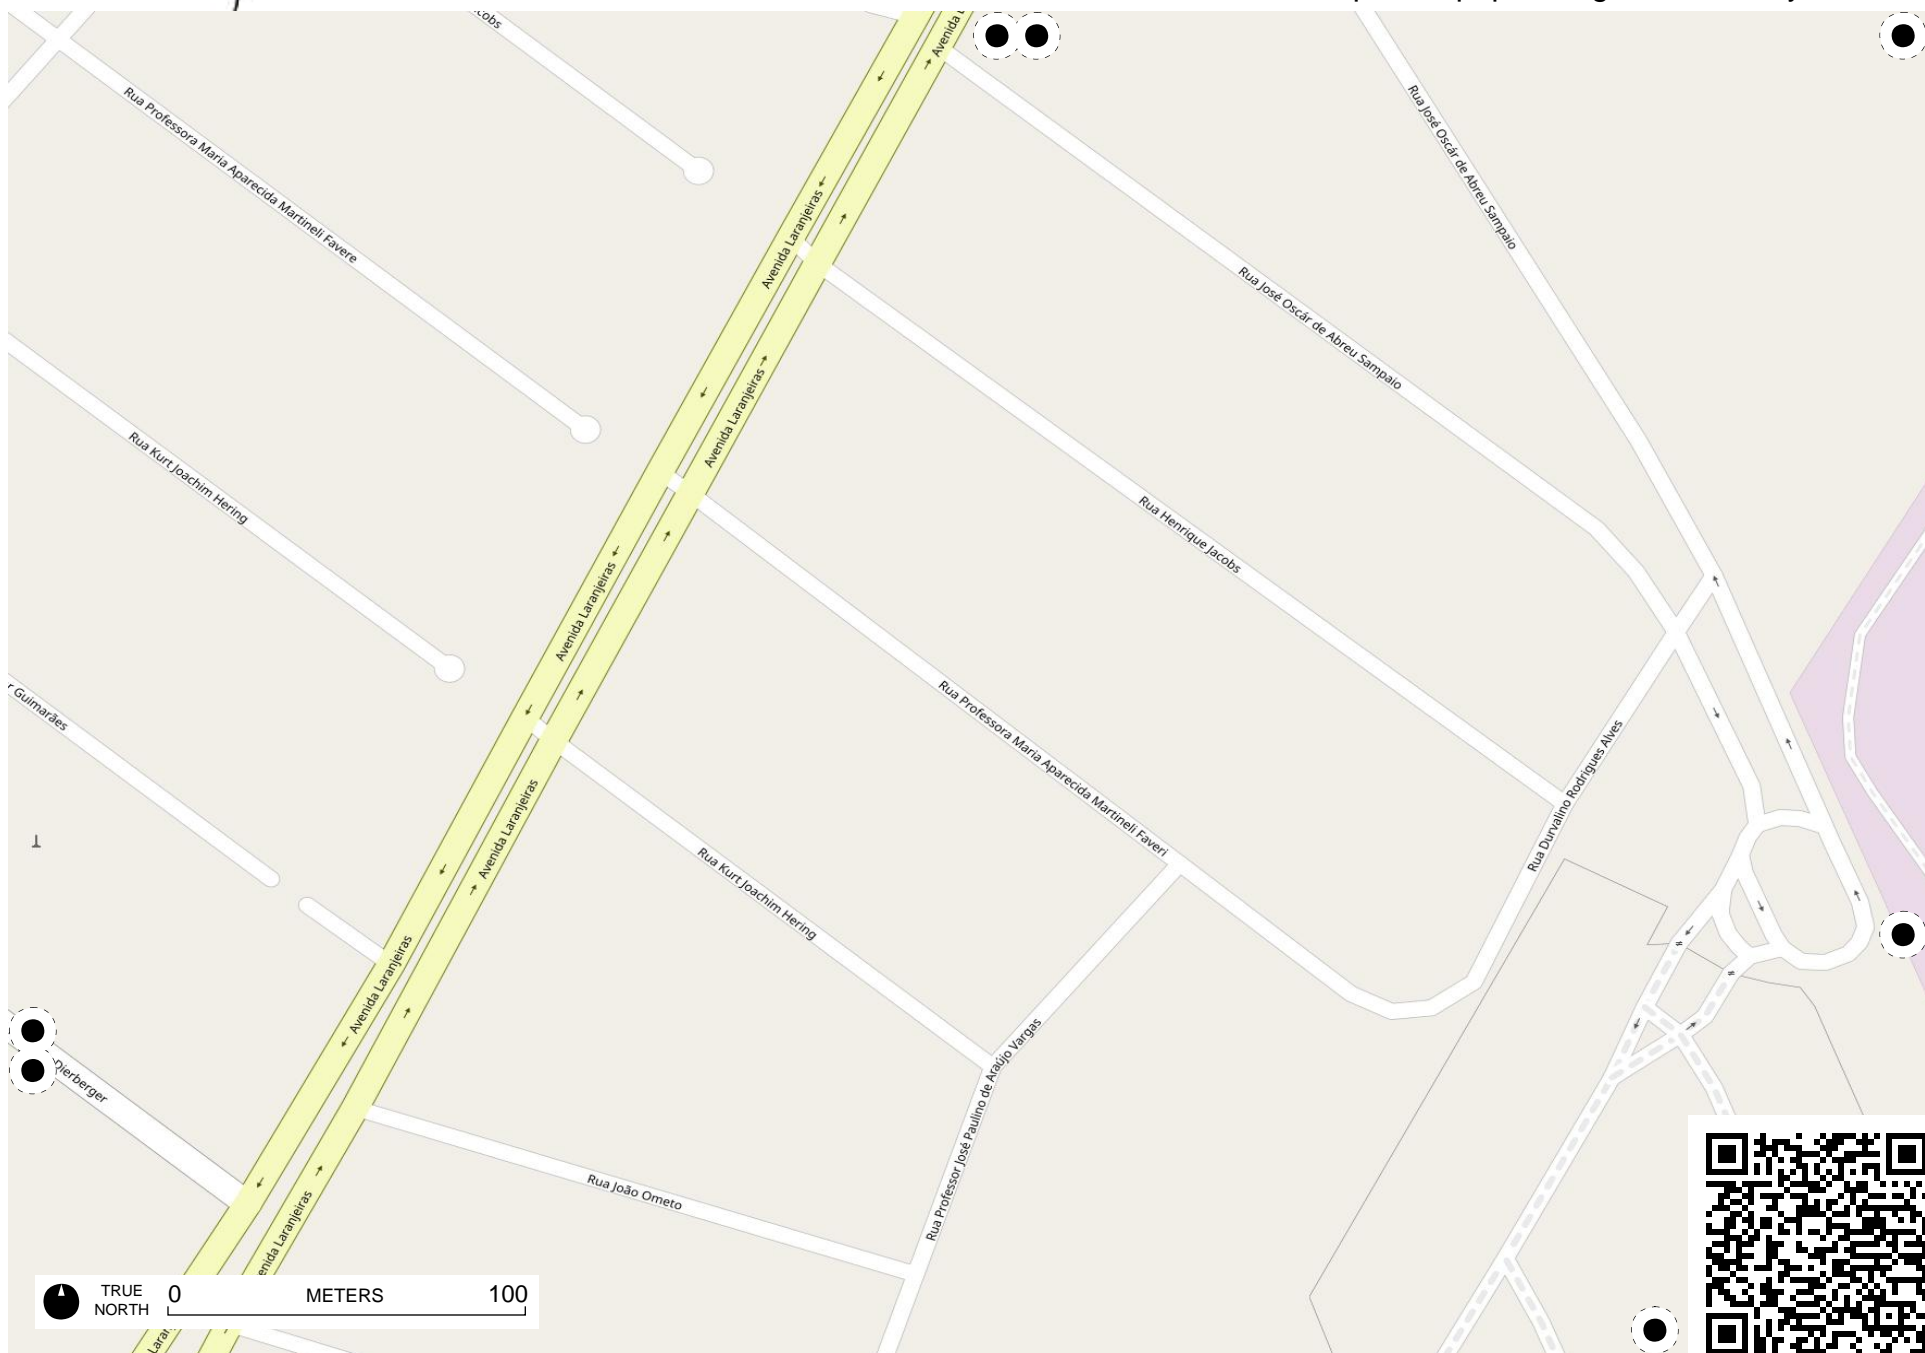 Rua Professora Maria Aparecida Martineli Favere
Avenida Laranjeiras
Rua José Oscár de Abreu Sampaio
Rua José Oscár de Abreu Sampaio
Avenida Laranjeiras
Rua Kurt Joachim Hering
Rua Henrique Jacobs
Avenida Laranjeiras
Rua Professora Maria Aparecida Martineli Faveri
Guimarães
Rua Durvalino Rodrigues Alves
Avenida Laranjeiras
Rua Kurt Joachim Hering
Avenida Laranjeiras
Rua Professor José Paulino de Araújo Vargas
Dierberger
Rua João Ometo
Laranjeiras
TRUE
NORTH
0 METERS 100